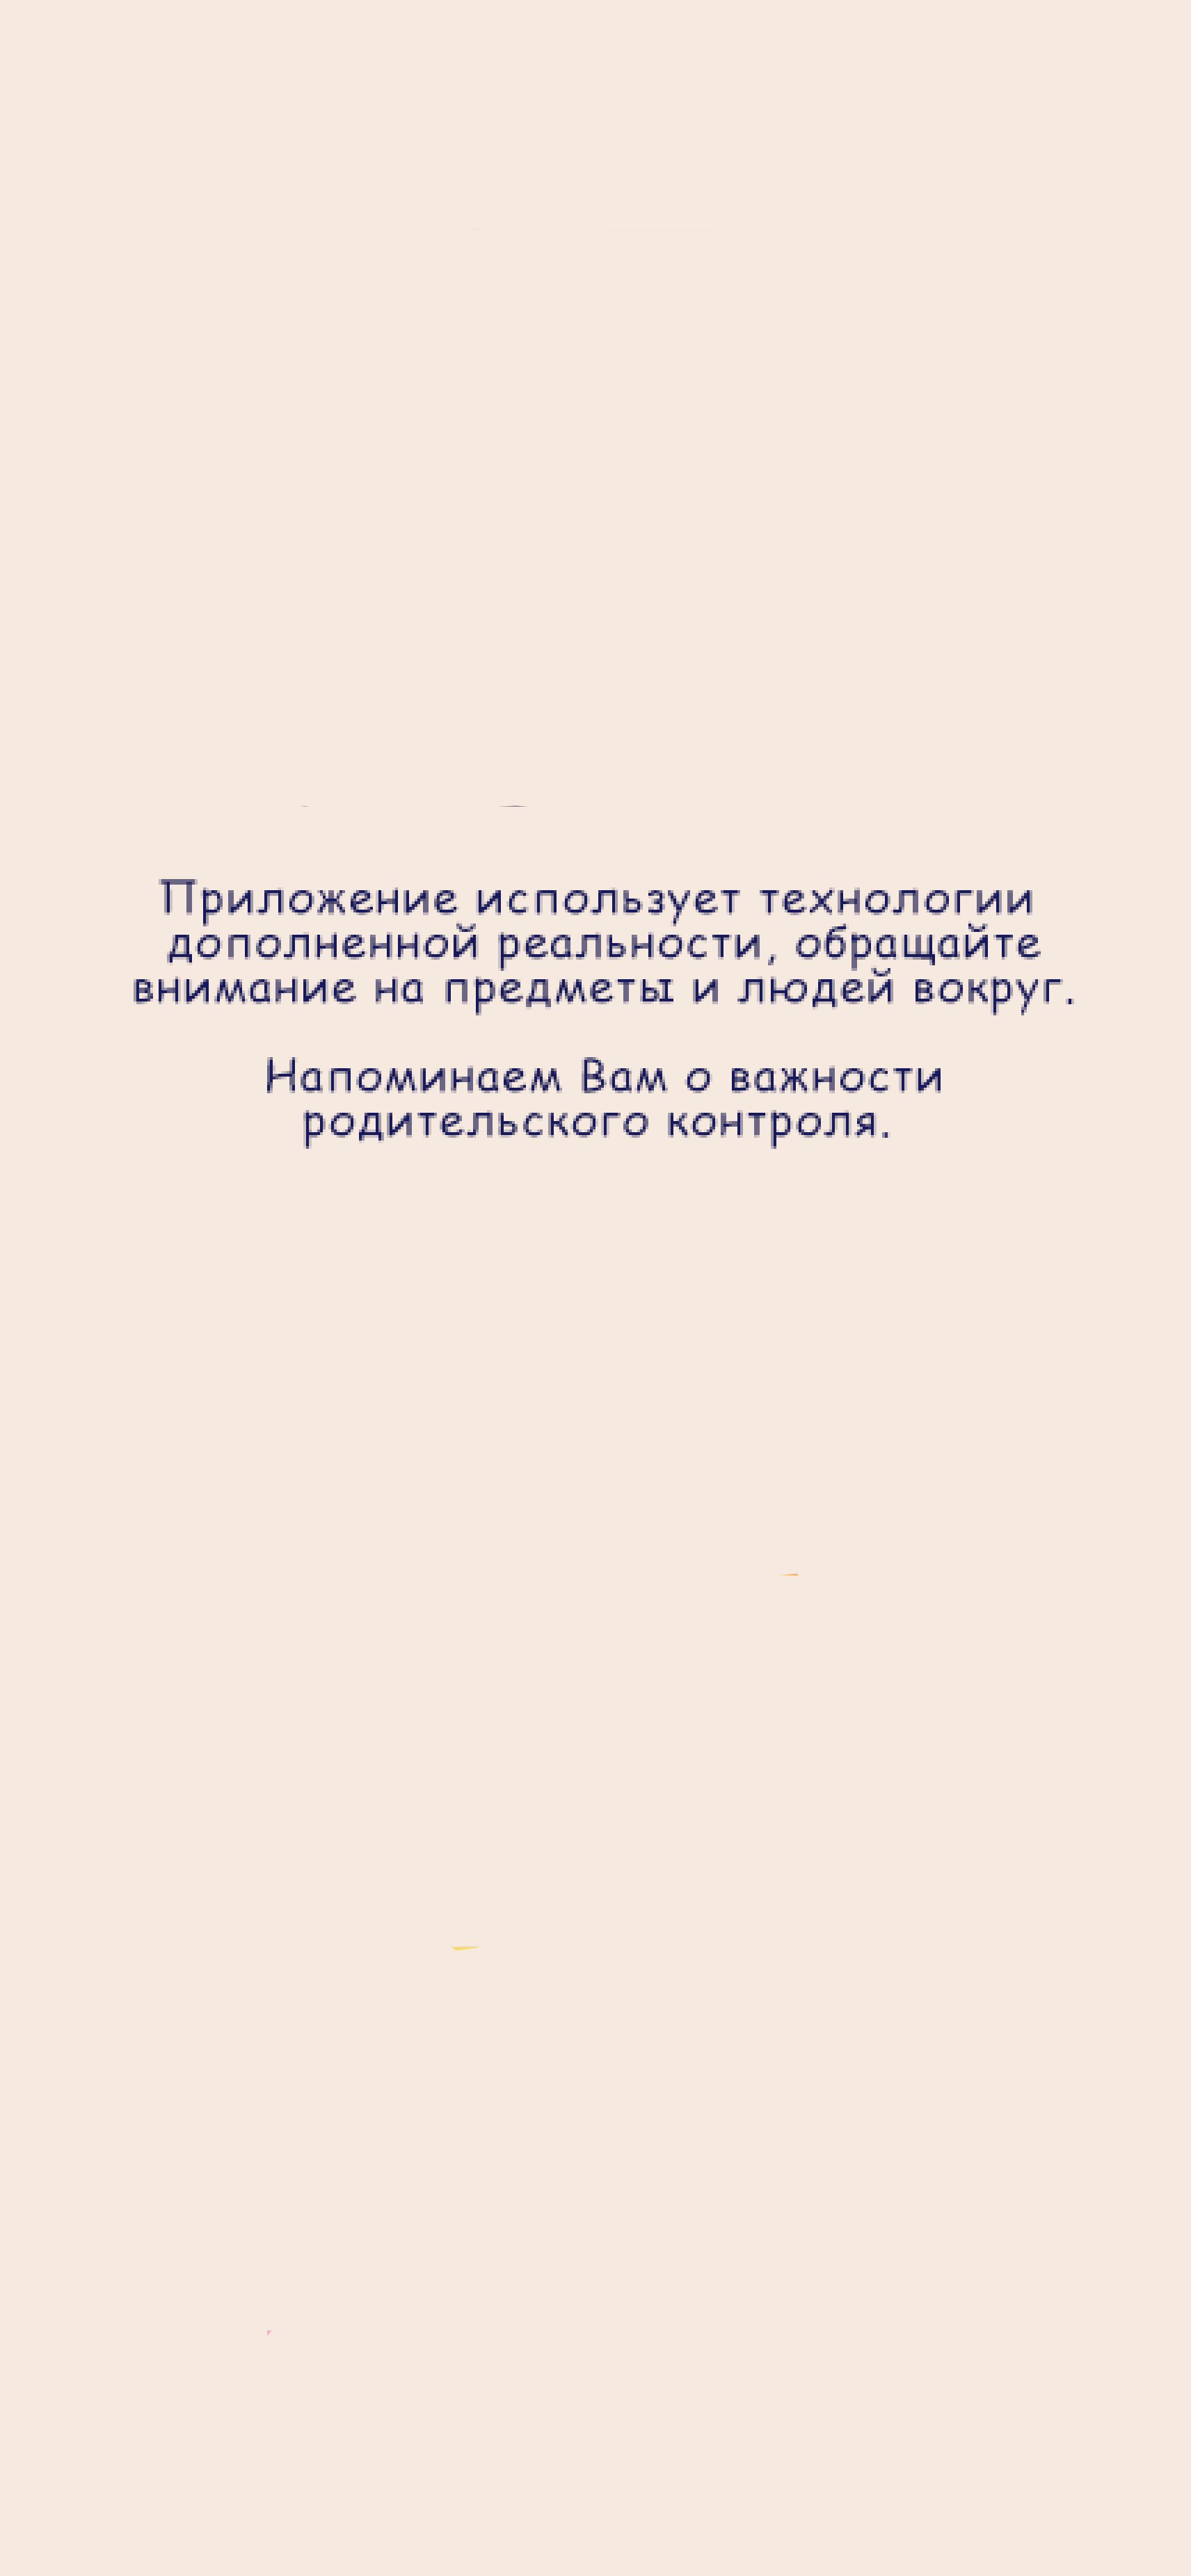 Приложение использует технологии
дополненной реальности, обращайте
внимание на предметы и людей вокруг.
Напоминаем Вам о важности
родительского контроля.